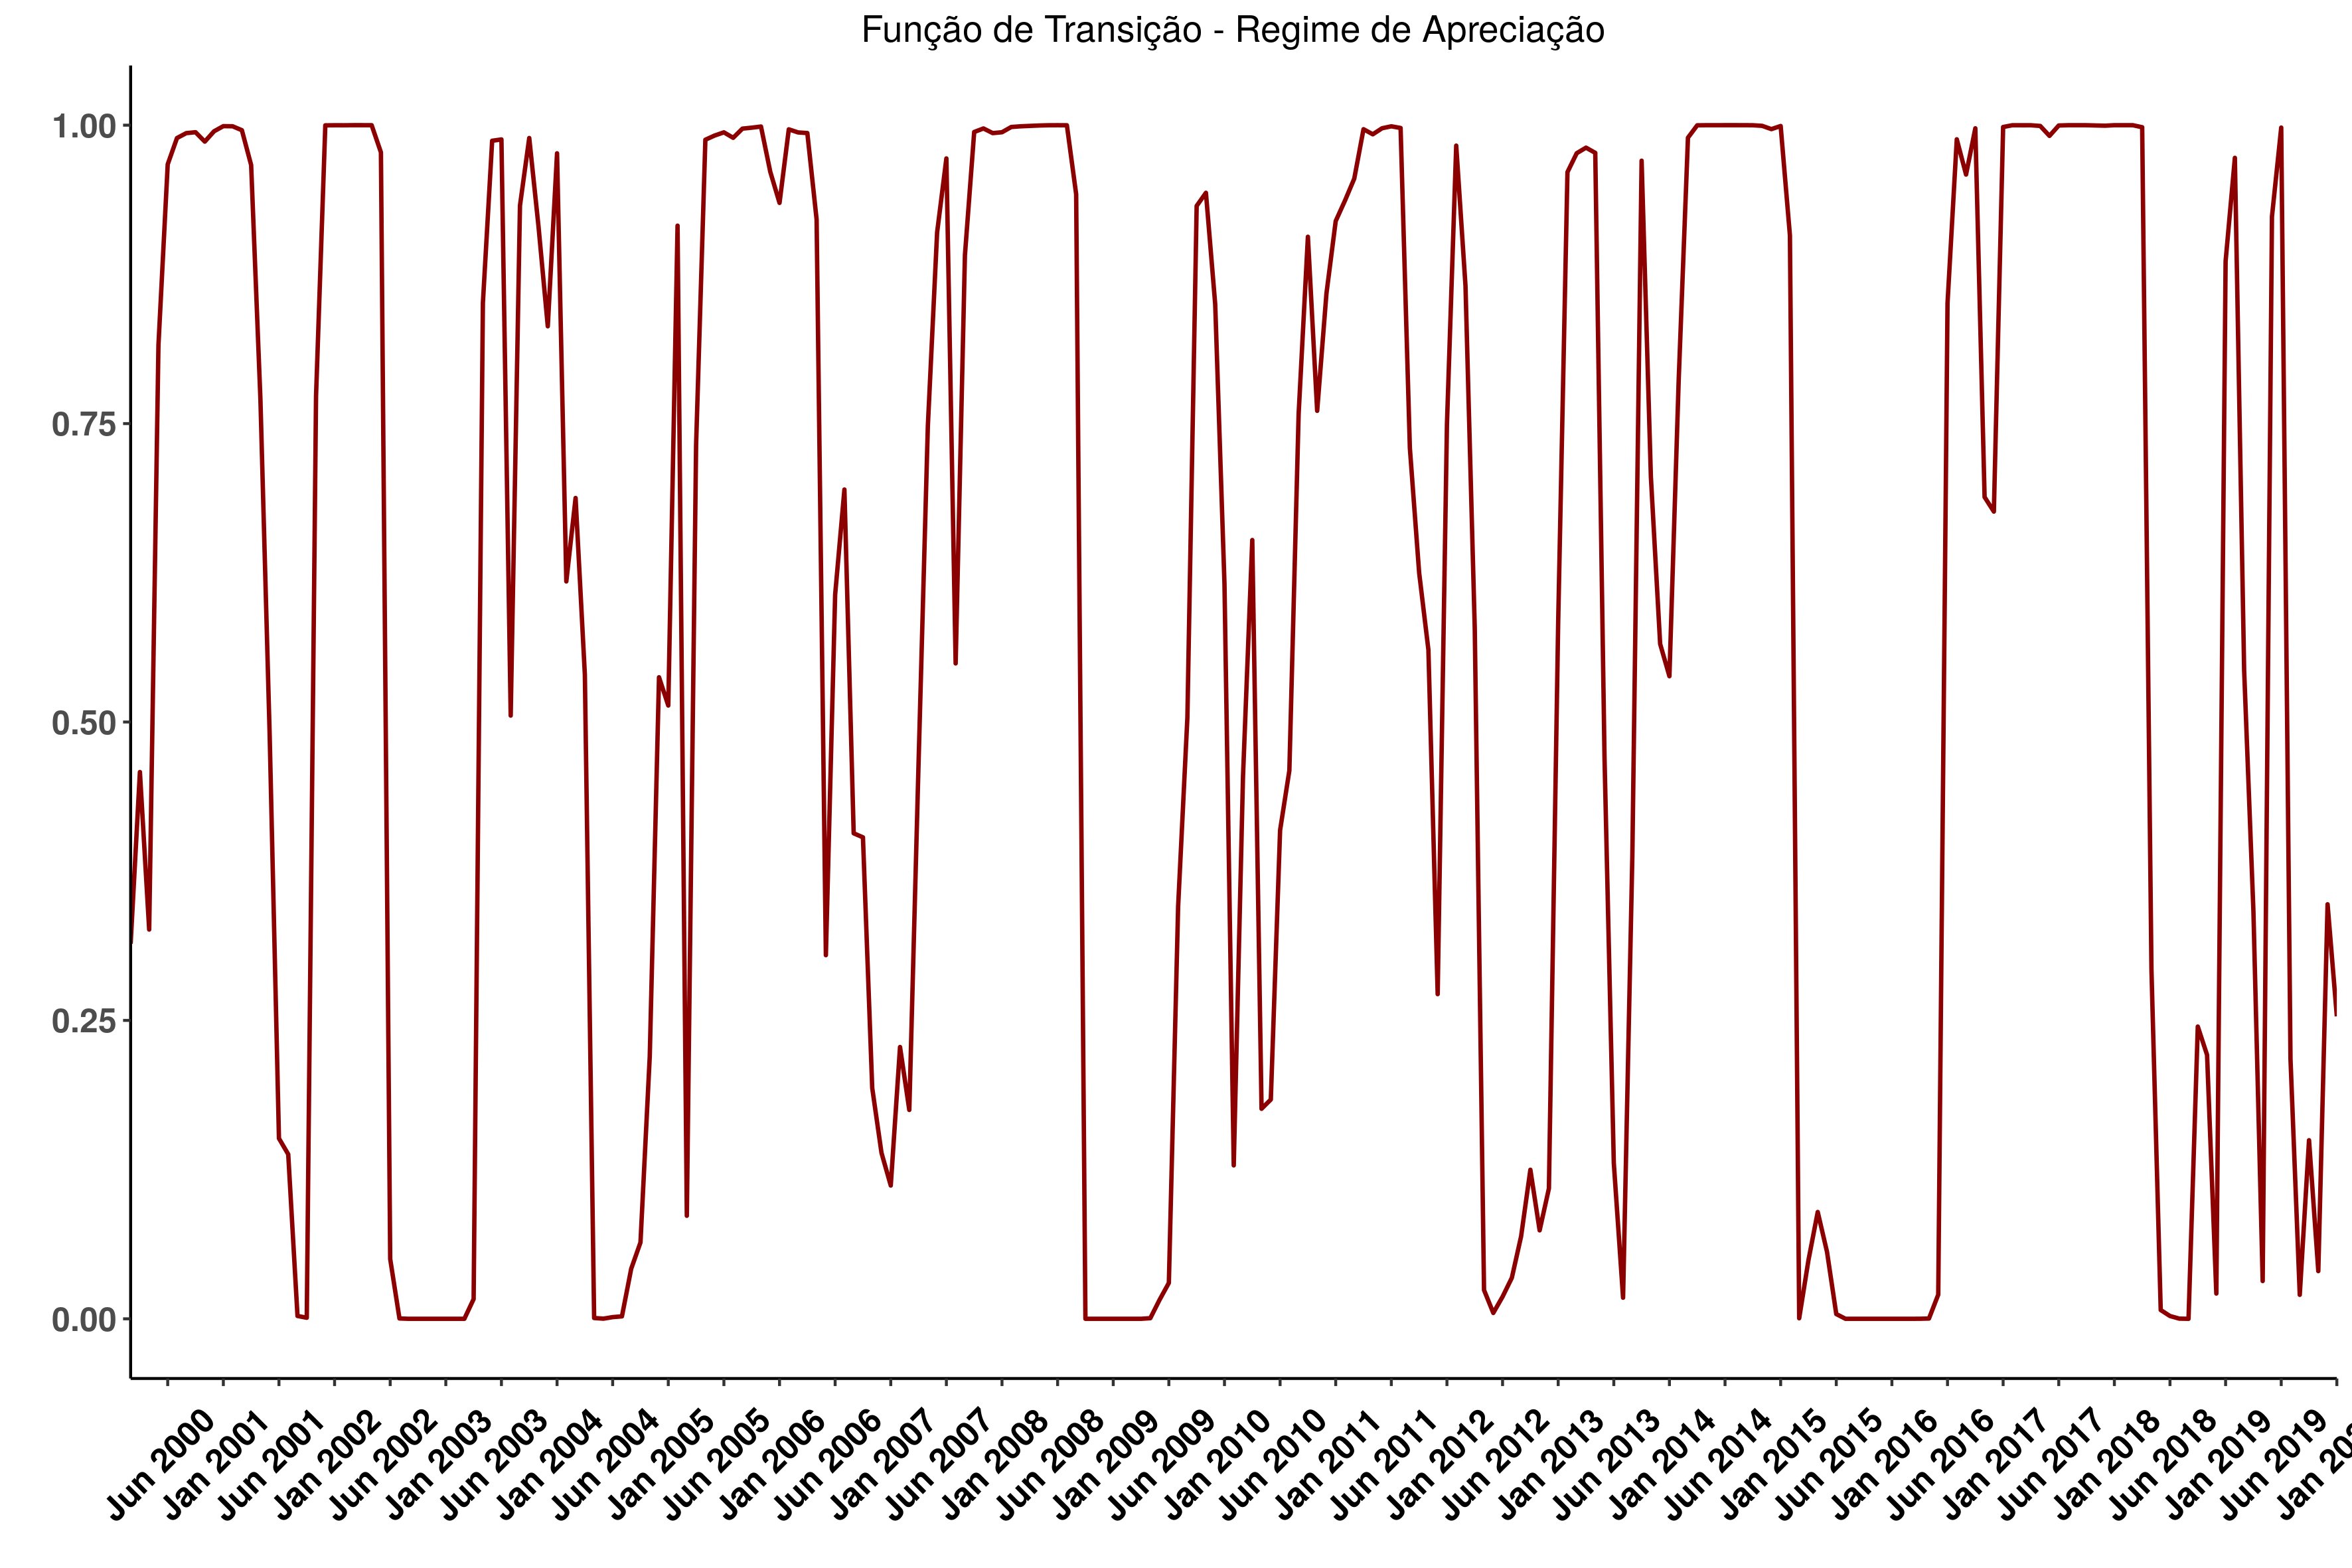 Função de Transição - Regime de Apreciação
1.00
0.75
0.50
0.25
0.00
Jun 2000
Jan 2001
Jun 2001
Jan 2002
Jun 2002
Jan 2003
Jun 2003
Jan 2004
Jun 2004
Jan 2005
Jun 2005
Jan 2006
Jun 2006
Jan 2007
Jun 2007
Jan 2008
Jun 2008
Jan 2009
Jun 2009
Jan 2010
Jun 2010
Jan 2011
Jun 2011
Jan 2012
Jun 2012
Jan 2013
Jun 2013
Jan 2014
Jun 2014
Jan 2015
Jun 2015
Jan 2016
Jun 2016
Jan 2017
Jun 2017
Jan 2018
Jun 2018
Jan 2019
Jun 2019
Jan